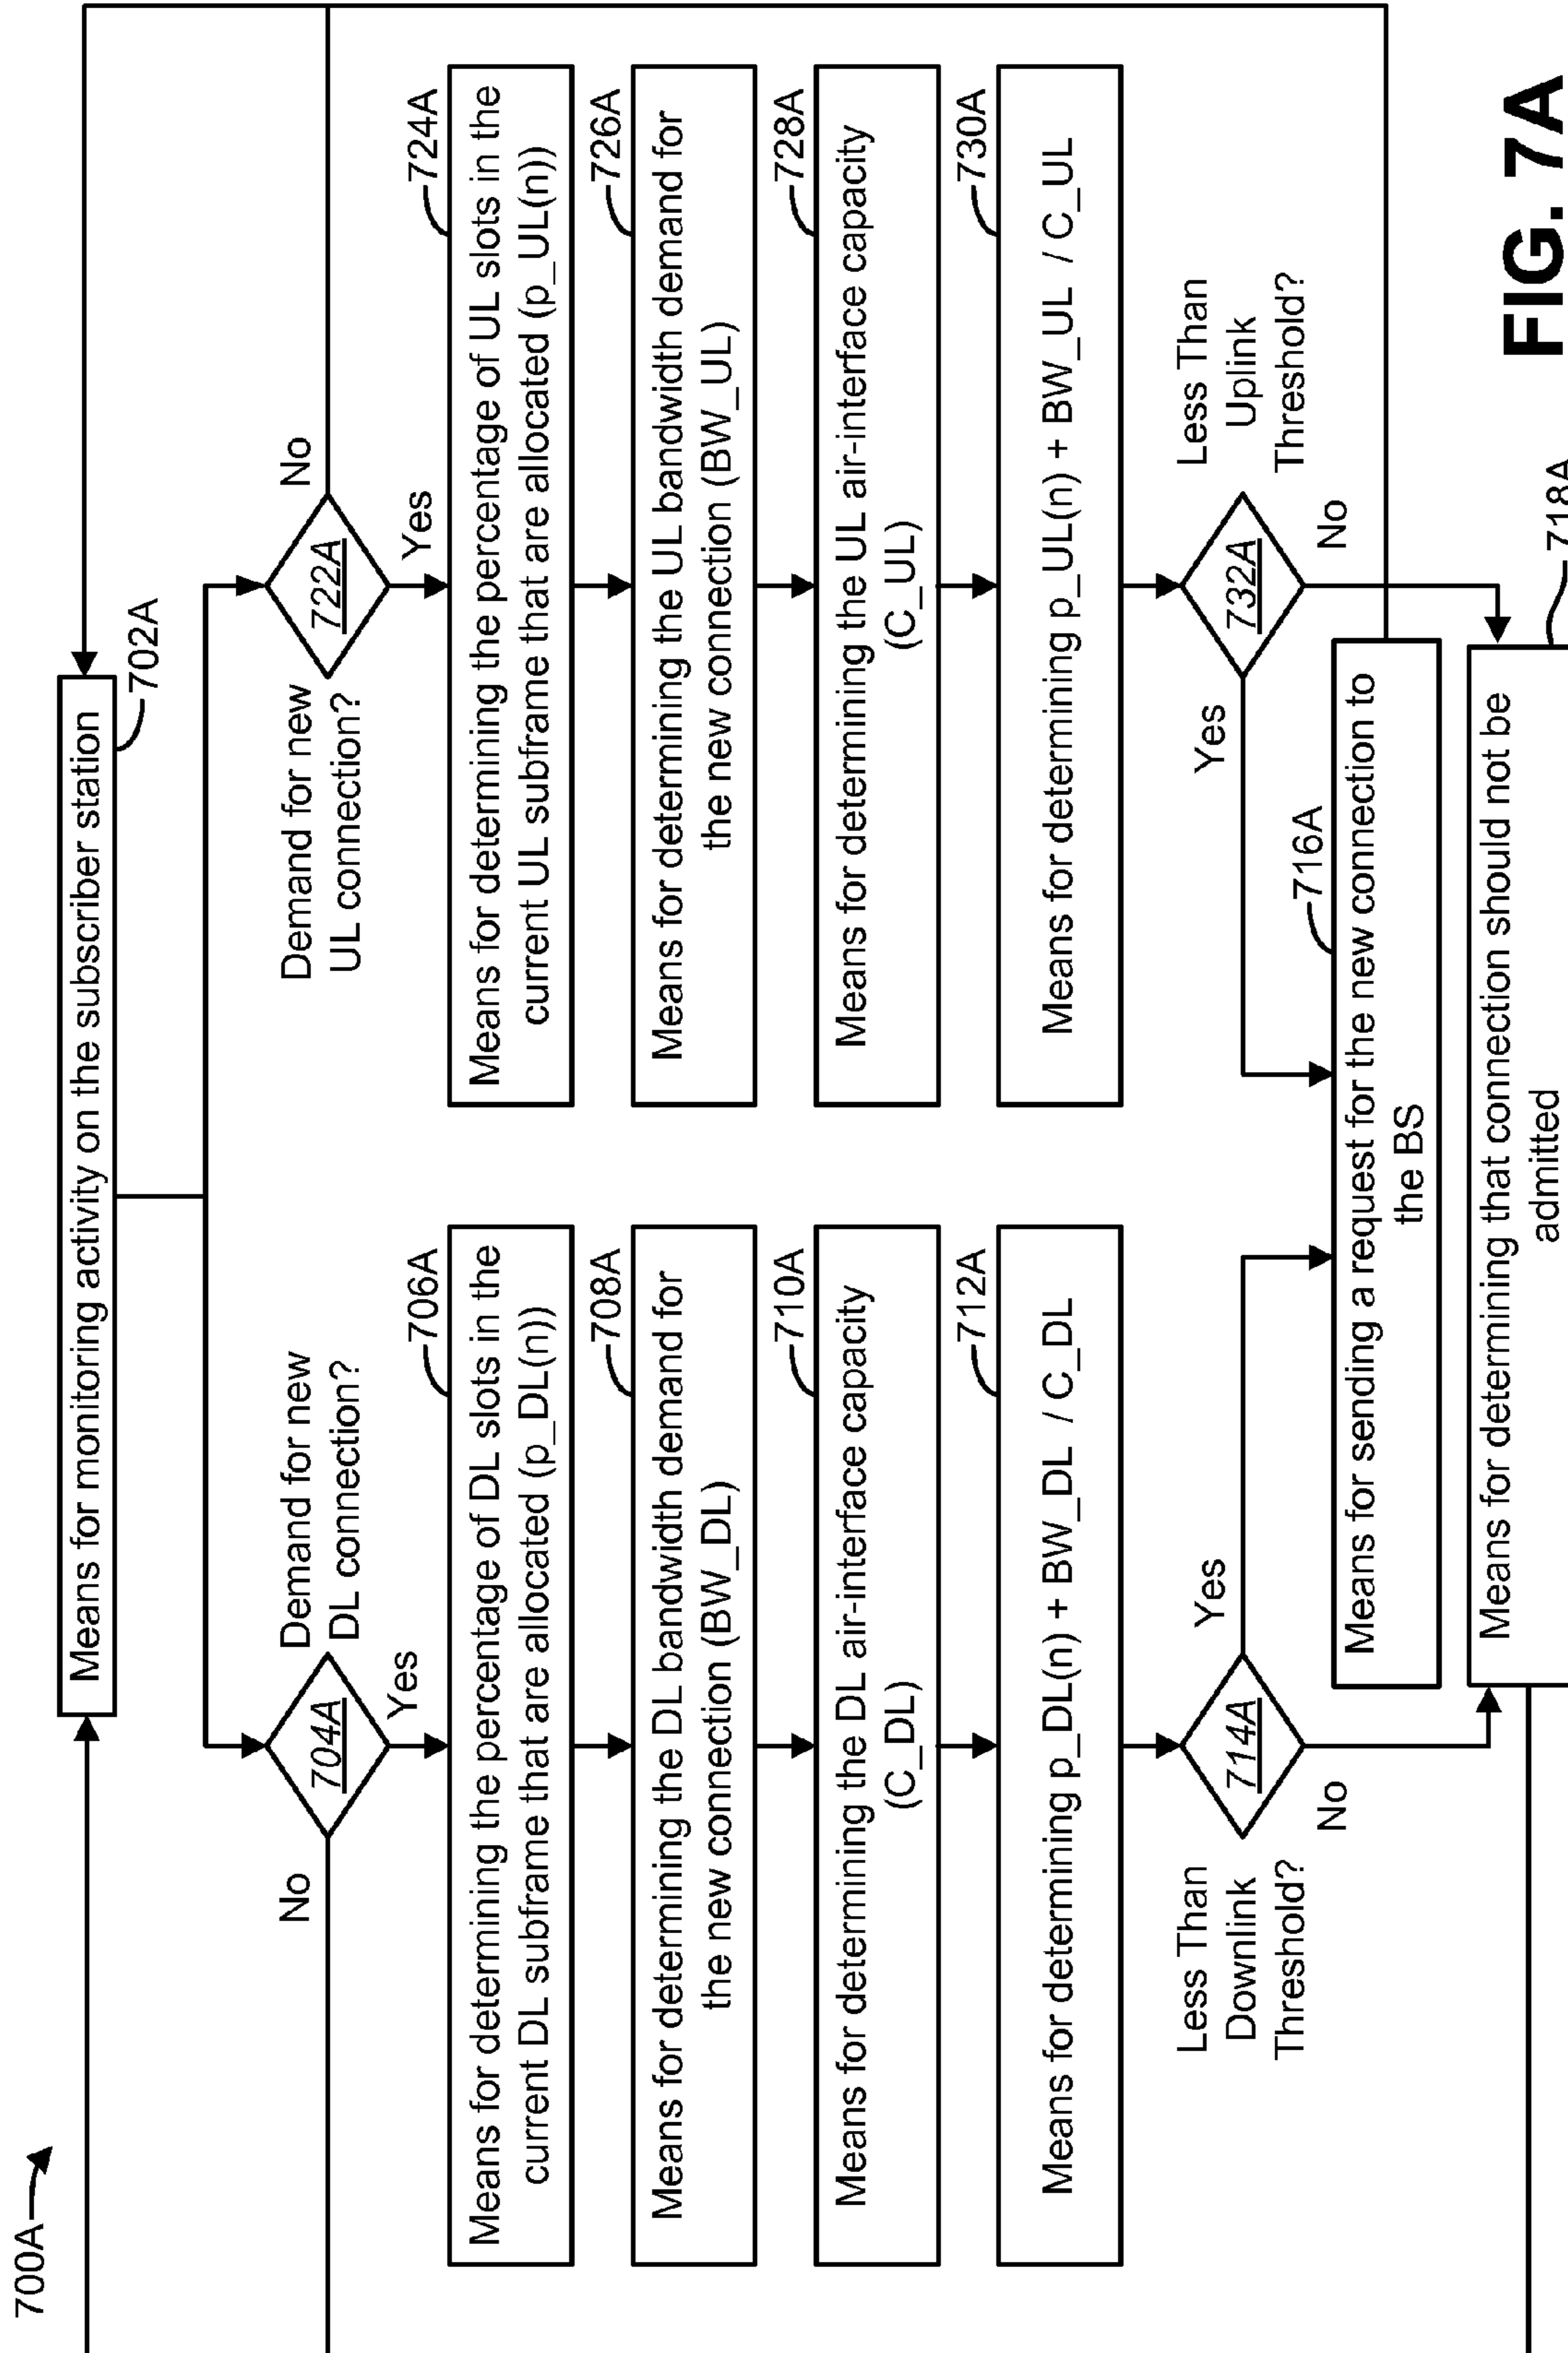 700A
Means for monitoring activity on the subscriber station
702A
Demand for new
DL connection?
704A
No
Yes
Means for determining the percentage of DL slots in the
current DL subframe that are allocated (p_DL(n))
706A
Means for determining the DL bandwidth demand for
the new connection (BW_DL)
708A
Means for determining the DL air-interface capacity
(C_DL)
710A
Means for determining p_DL(n) + BW_DL / C_DL
712A
Less Than
Downlink
Threshold?
714A
Yes
No
Demand for new
UL connection?
722A
No
Yes
Means for determining the percentage of UL slots in the
current UL subframe that are allocated (p_UL(n))
724A
Means for determining the UL bandwidth demand for
the new connection (BW_UL)
726A
Means for determining the UL air-interface capacity
(C_UL)
728A
Means for determining p_UL(n) + BW_UL / C_UL
730A
Less Than
Uplink
Threshold?
732A
Yes
No
716A
Means for sending a request for the new connection to
the BS
Means for determining that connection should not be
admitted
718A
FIG. 7A